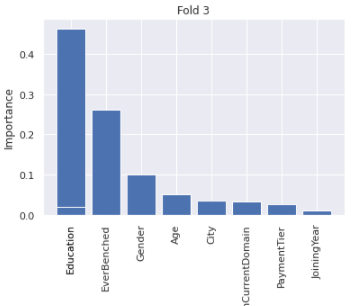 Fold 3
Importance
0.4
0.3
0.2
0.1
0.0
Education
EverBenched
Gender
Age
City
CurrentDomain
PaymentTier
JoiningYear